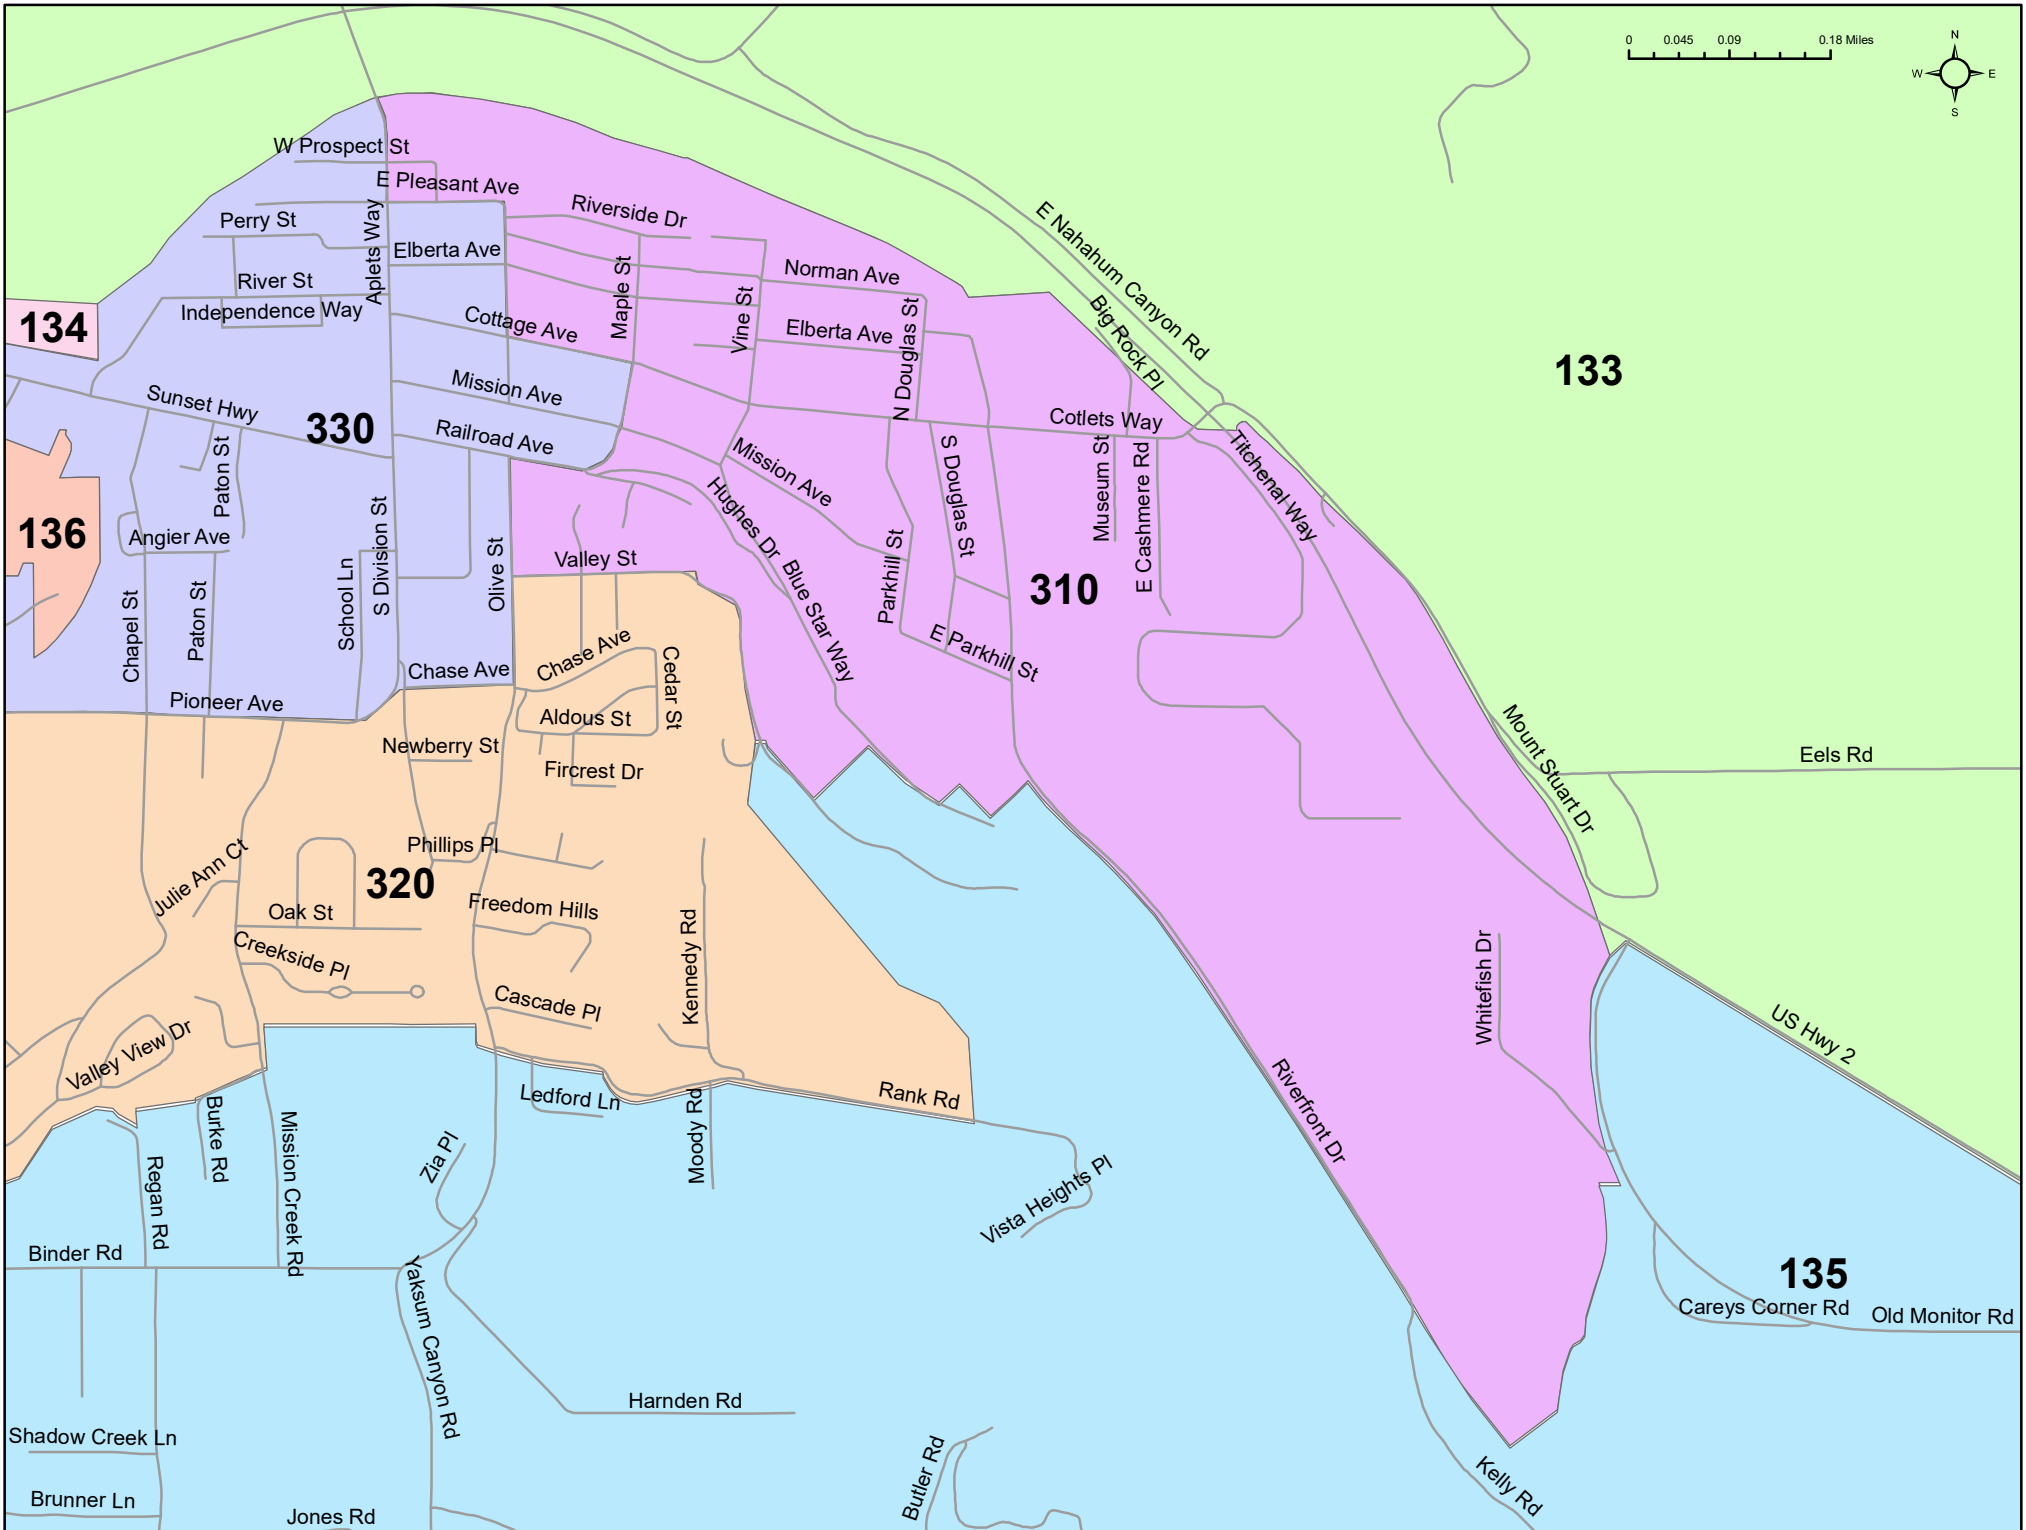 0 0.045 0.09 0.18 Miles
N
W E
S
W Prospect St
E Pleasant Ave
Riverside Dr
Perry St
Aplets Way
Elberta Ave
E Nahahum Canyon Rd
River St
Independence Way
Maple St
Norman Ave
Vine St
Cottage Ave
Elberta Ave
N Douglas St
Big Rock Pl
134
133
Sunset Hwy
330
Mission Ave
Railroad Ave
Cotlets Way
Paton St
Mission Ave
S Douglas St
Museum St
E Cashmere Rd
Titchenal Way
136
Angier Ave
S Division St
Hughes Dr
Valley St
Olive St
Parkhill St
310
Chapel St
Paton St
School Ln
Blue Star Way
E Parkhill St
Chase Ave
Chase Ave
Cedar St
Pioneer Ave
Aldous St
Newberry St
Fircrest Dr
Mount Stuart Dr
Eels Rd
Phillips Pl
Julie Ann Ct
320
Oak St
Freedom Hills
Kennedy Rd
Creekside Pl
Cascade Pl
Whitefish Dr
US Hwy 2
Valley View Dr
Rank Rd
Ledford Ln
Moody Rd
Riverfront Dr
Burke Rd
Mission Creek Rd
Regan Rd
Zia Pl
Vista Heights Pl
Binder Rd
135
Careys Corner Rd
Old Monitor Rd
Yaksum Canyon Rd
Harnden Rd
Shadow Creek Ln
Butler Rd
Kelly Rd
Brunner Ln
Jones Rd